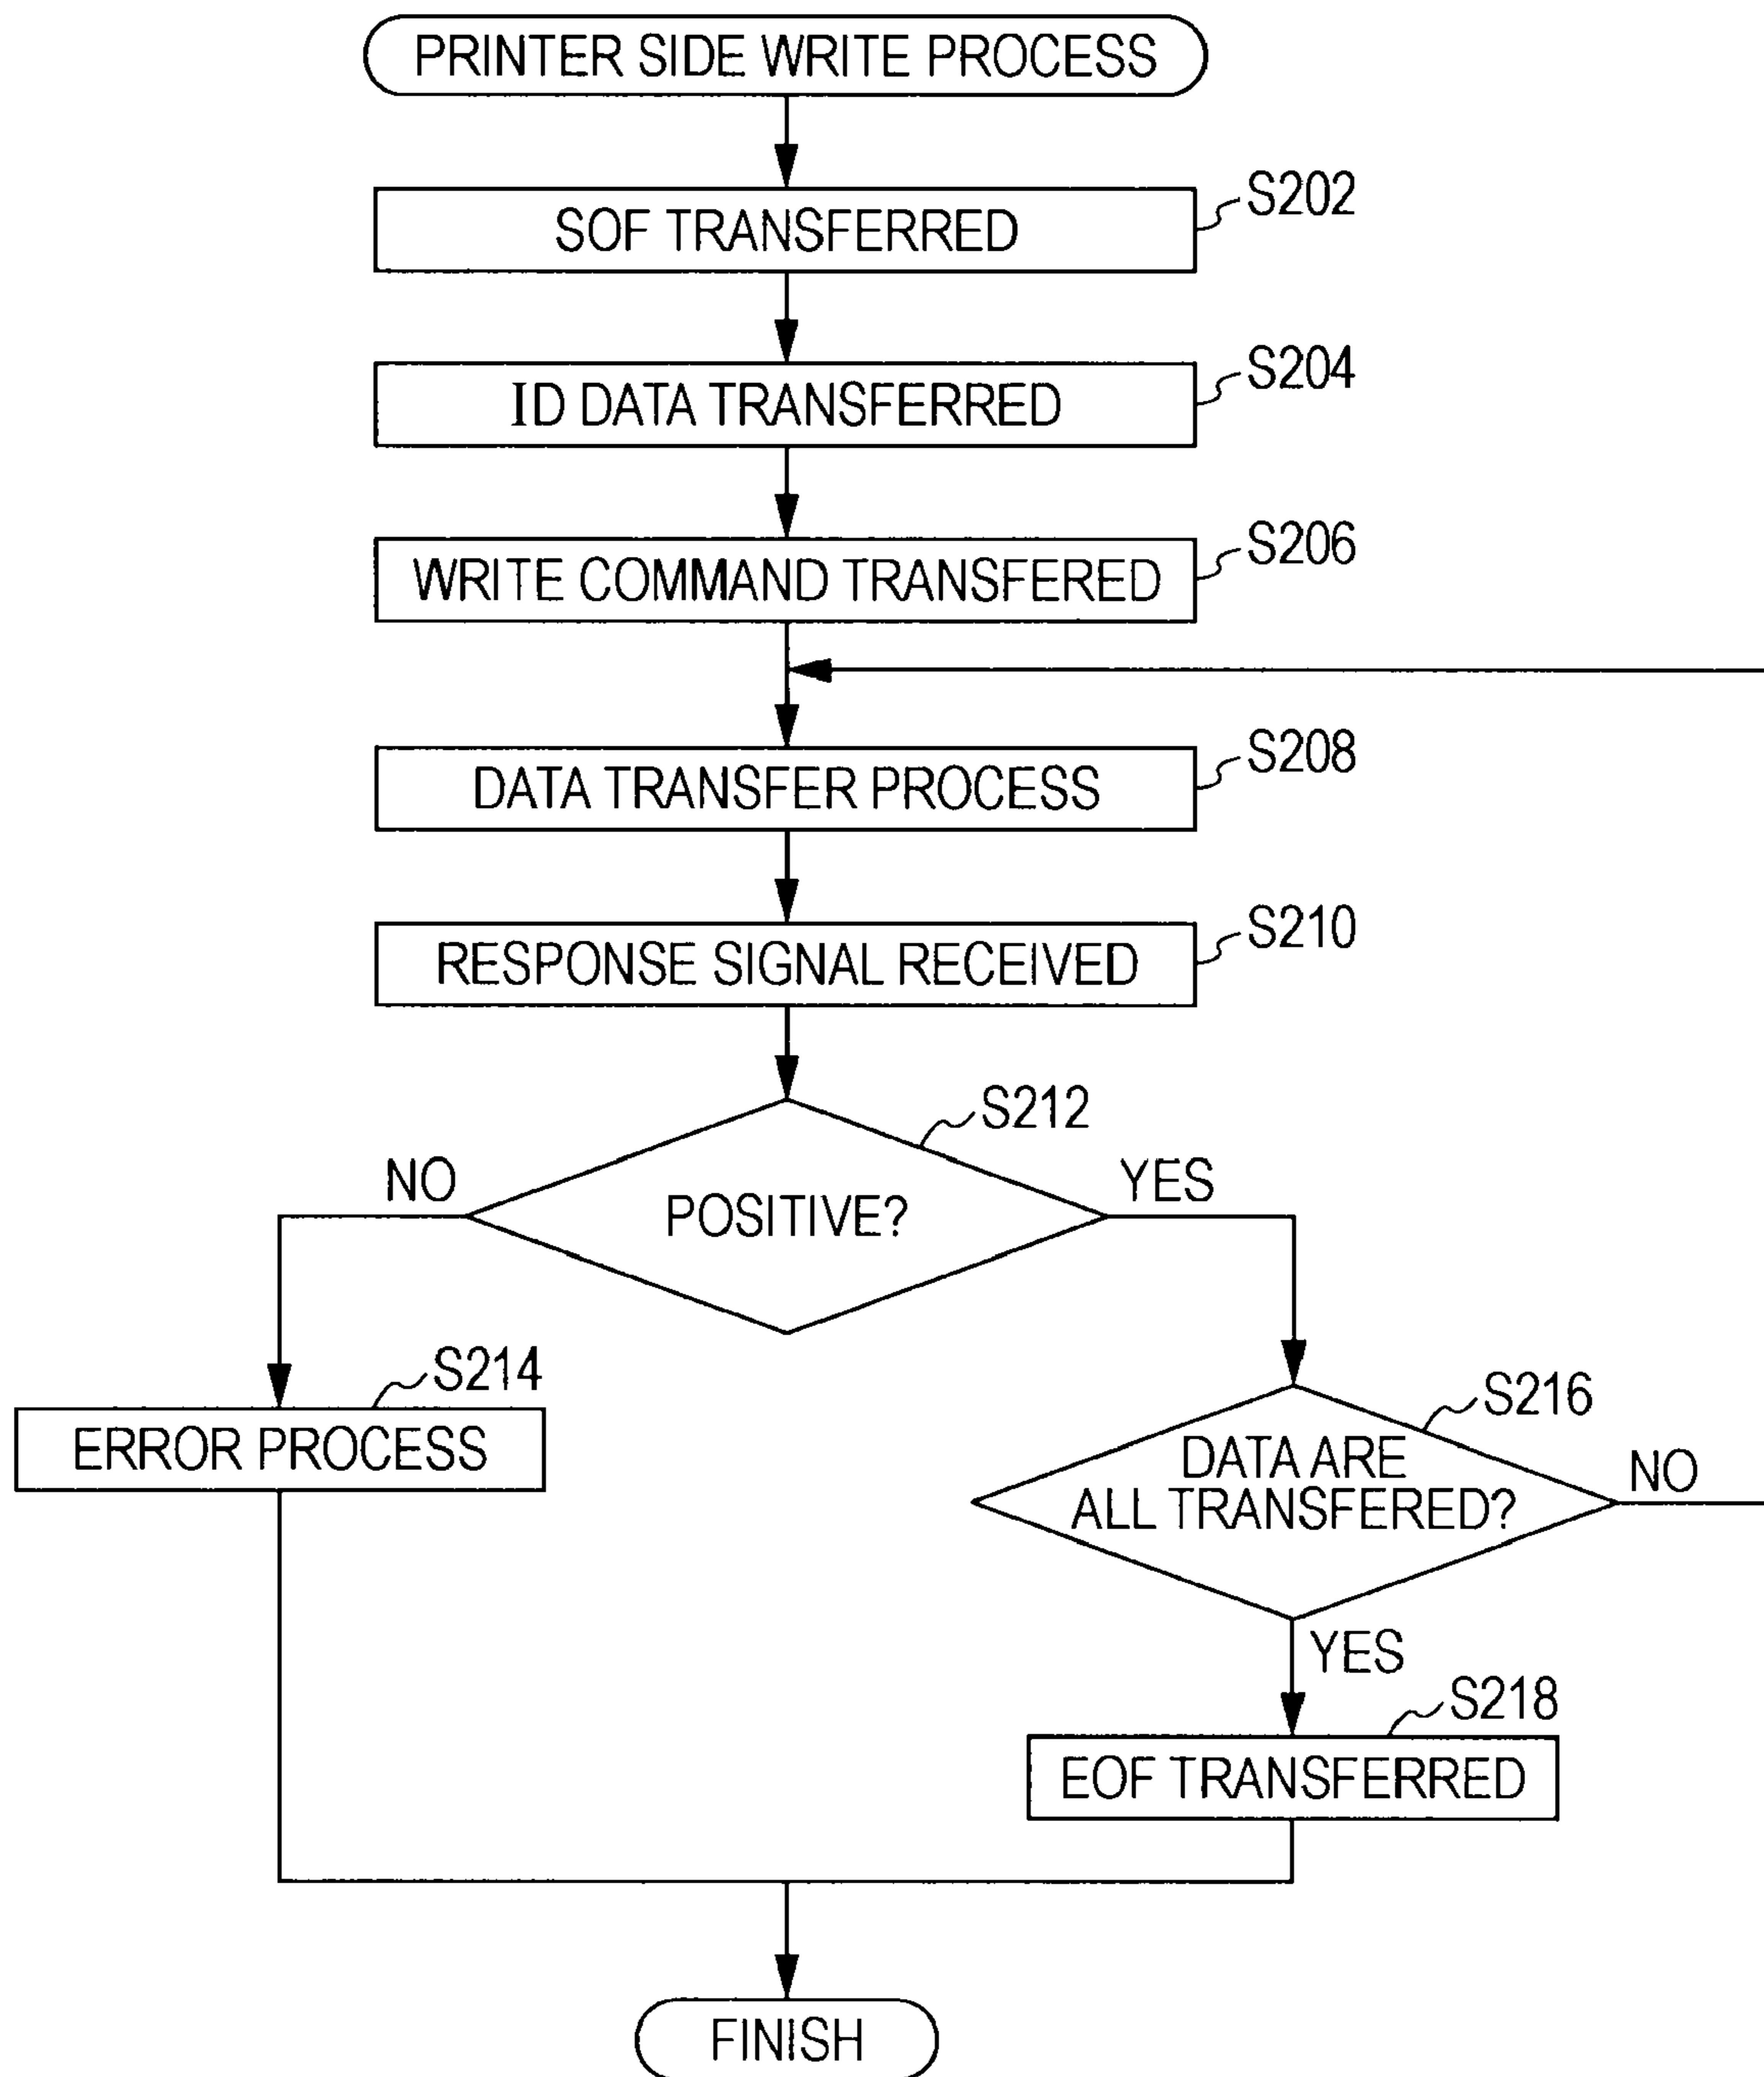 PRINTER SIDE WRITE PROCESS
SOF TRANSFERRED
S202
ID DATA TRANSFERRED
S204
WRITE COMMAND TRANSFERED
S206
DATA TRANSFER PROCESS
S208
RESPONSE SIGNAL RECEIVED
S210
S212
NO
POSITIVE?
YES
S214
ERROR PROCESS
S216
DATA ARE
ALL TRANSFERED?
NO
YES
S218
EOF TRANSFERRED
FINISH